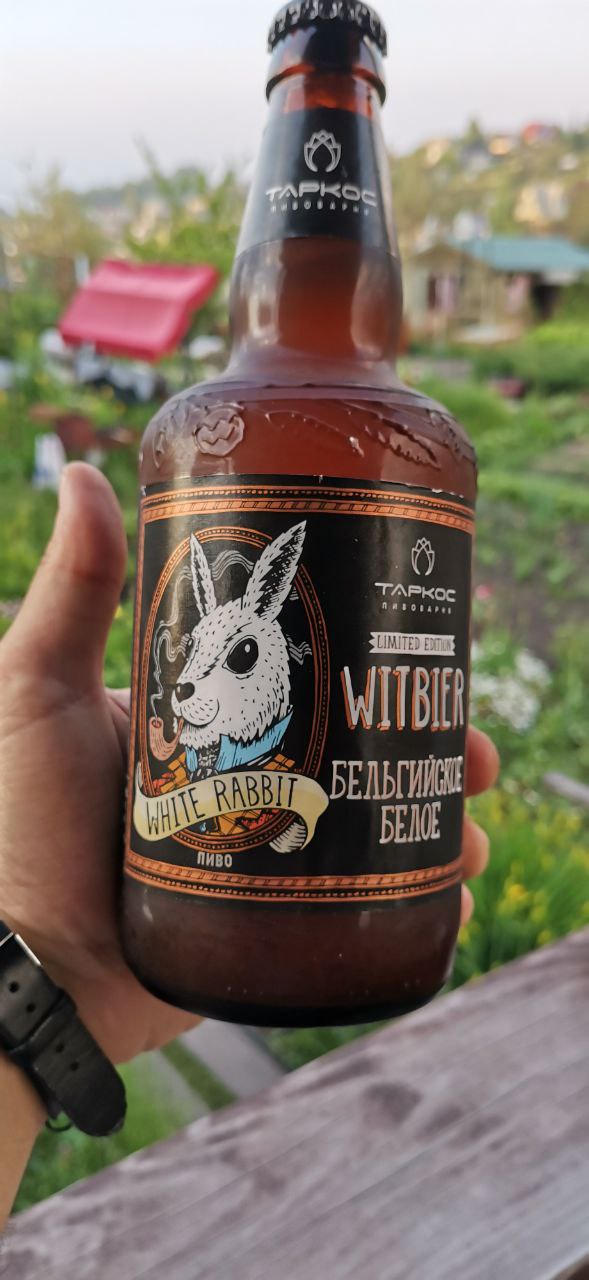 ТАРКОС
ПИВОВАРНЯ
ТАРКОС
ПИВОВАРНЯ
LIMITED EDITION
WITBIER
БЕЛЬГИЙСКОЕ
БЕЛОЕ
WHITE RABBIT
ПИВО